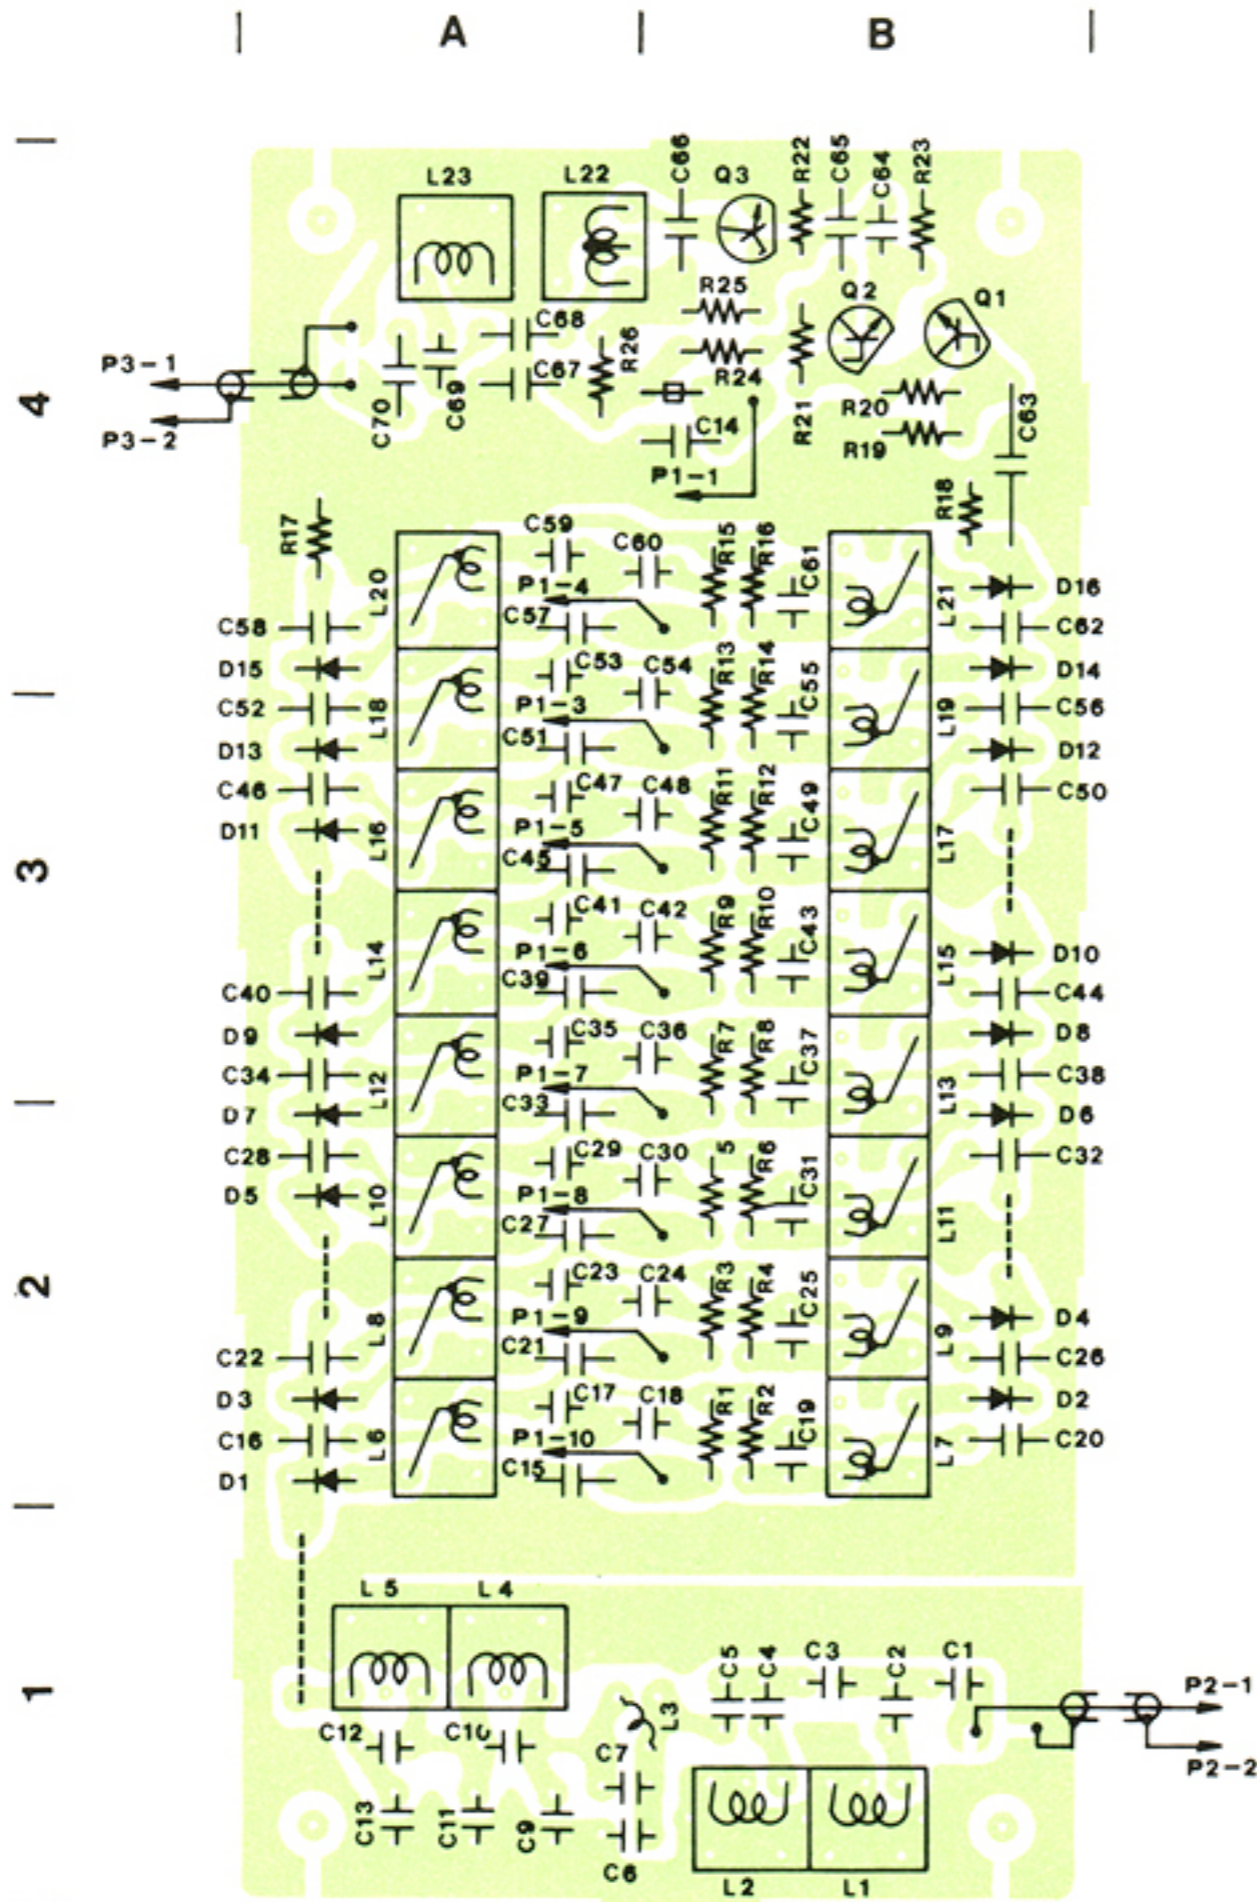 A B
C66 Q3 R22 C65 C64 R23
L23 L22
R25 Q2 Q1
C68
P3-1 C67 R26 R24
4
P3-2 C70 C69 C14 R21 R20 R19 C63
P1-1
R18
R17 C59 C60 R15 R16 C61
L20 P1-4 L21 D16
C58 C57 C62
D15 C53 C54 R13 R14 C55 D14
C52 L18 P1-3 L19 C56
D13 C51 D12
C46 C47 C48 R11 R12 C49 C50
D11 L16 P1-5 L17
3
C45
C41 C42 R9 R10 C43
L14 P1-6 L15 D10
C40 C39 C44
D9 C35 C36 R7 R8 C37 D8
C34 L12 P1-7 L13 C38
D7 C33 D6
C28 C29 C30 5 R6 C31 C32
D5 L10 P1-8 L11
C27
2
C23 C24 R3 R4 C25
L8 P1-9 L9 D4
C22 C21 C26
D3 C17 C18 R1 R2 C19 D2
C16 L6 P1-10 L7 C20
D1 C15
L 5 L 4
1
C5 C4 C3 C2 C1
P2-1
C12 C10 L3
C7 P2-2
C13 C11 C9
C6
L2 L1